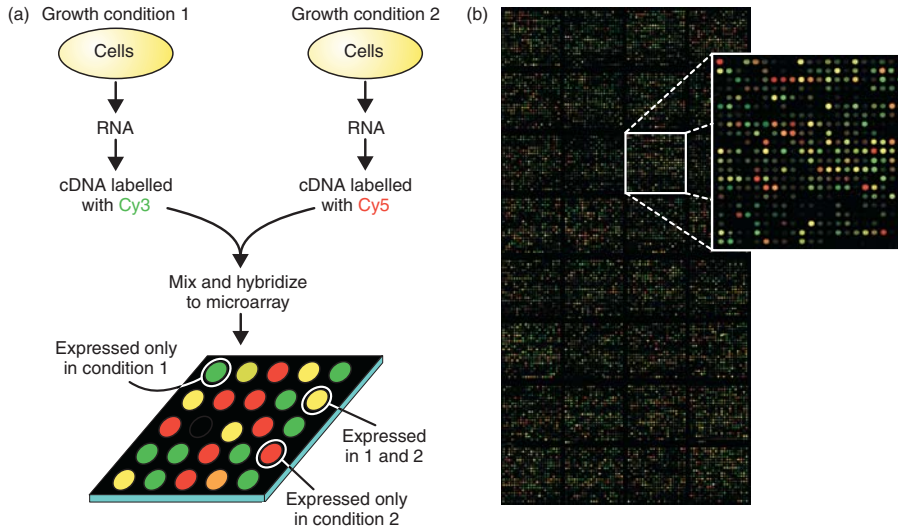 (a)
Growth condition 1
Growth condition 2
Cells
Cells
RNA
RNA
cDNA labelled
with Cy3
cDNA labelled
with Cy5
Mix and hybridize
to microarray
Expressed only
in condition 1
Expressed
in 1 and 2
Expressed only
in condition 2
(b)